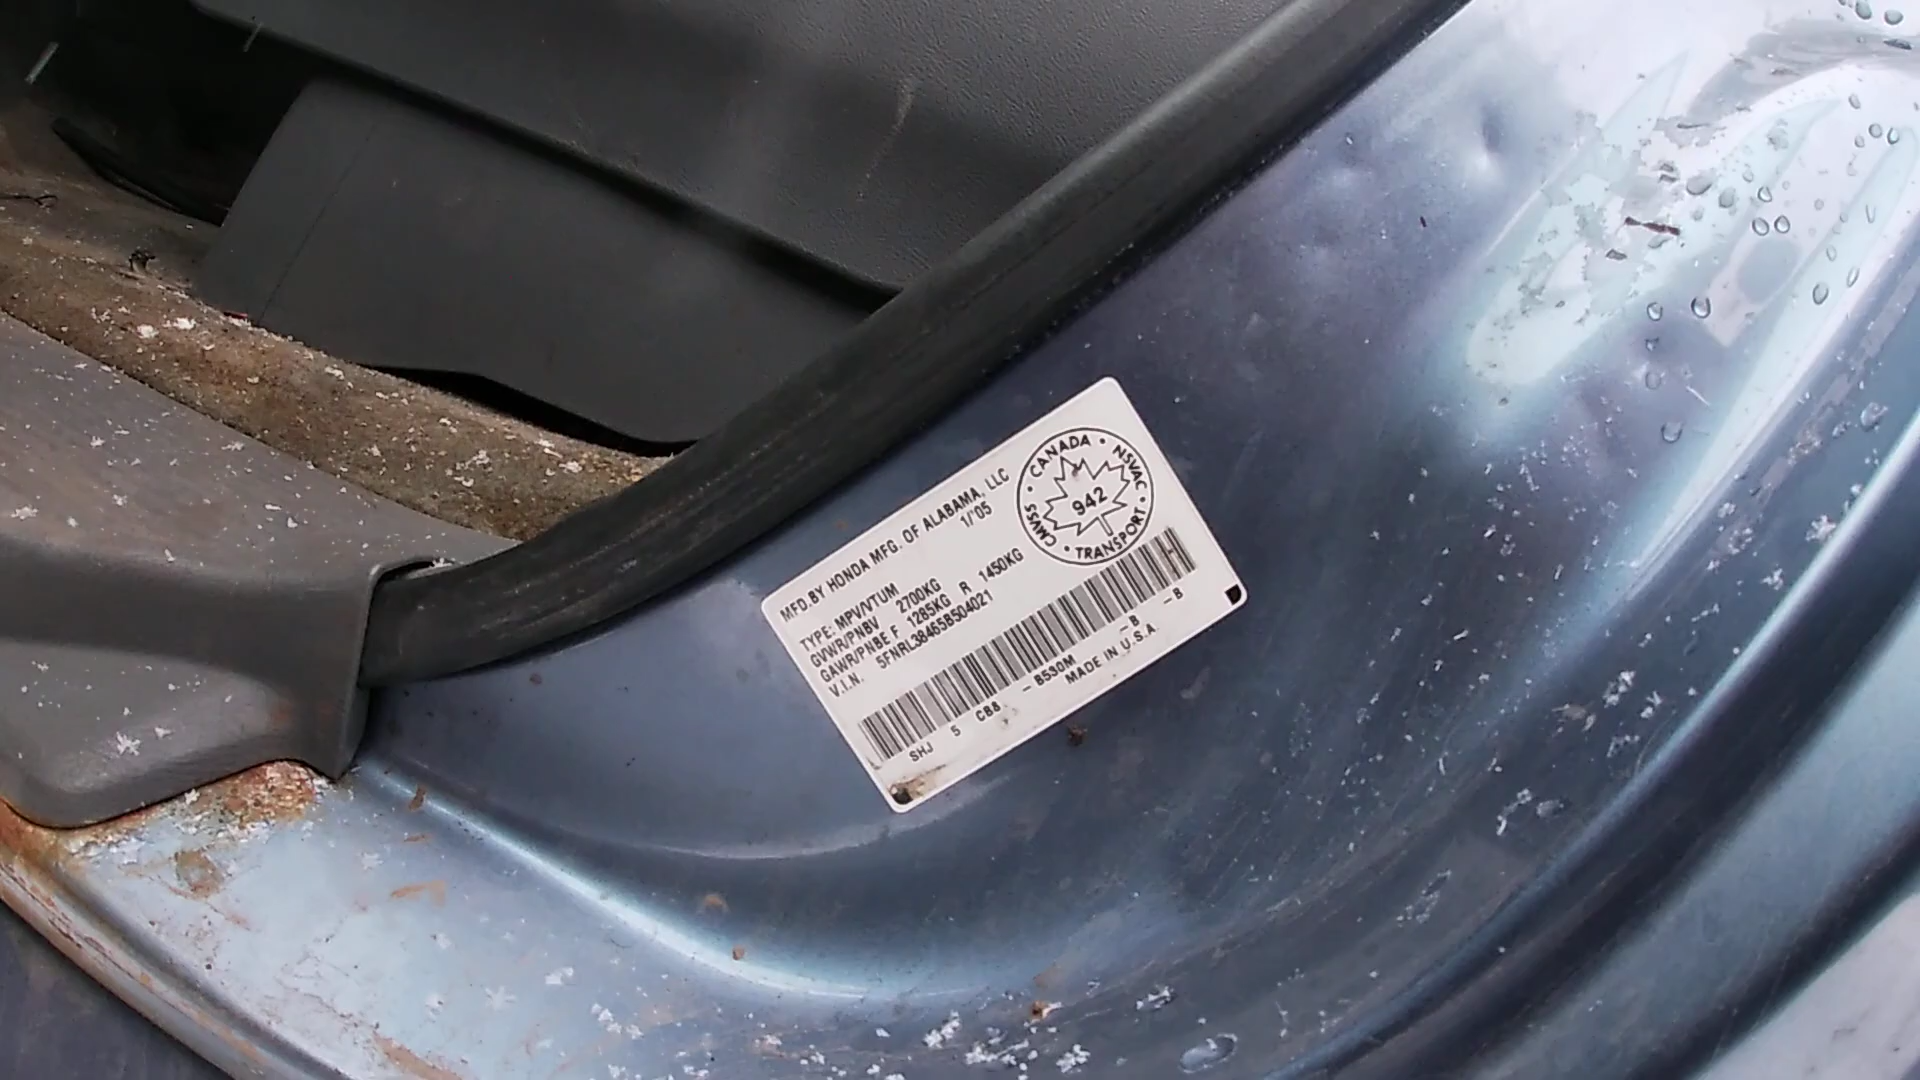 MFD.BY HONDA MFG. OF ALABAMA, LLC
1/'05
TYPE: MPV/VTUM
GVWR/PNBV 2700KG
GAWR/PNBE F 1285KG R 1450KG
V.I.N. 5FNRL38465B504021
CANADA • NSVAC • TRANSPORT • CMVSS •
942
H
SHJ 5 CB8 - B530M -B -B
MADE IN U.S.A